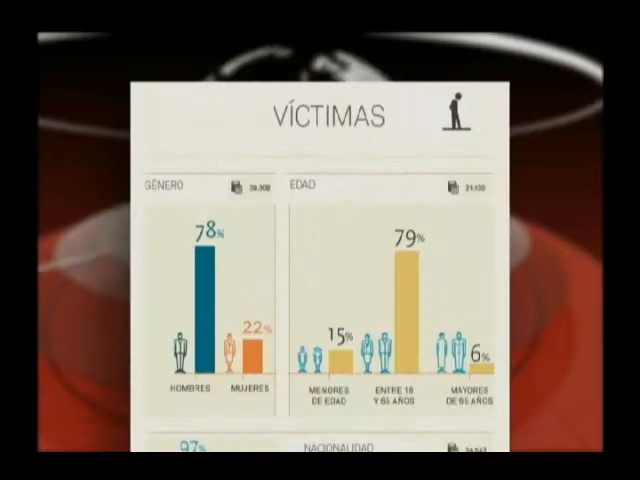 VÍCTIMAS
GÉNERO
EDAD
78%
22%
HOMBRES
MUJERES
15%
79%
6%
MENORES
DE EDAD
ENTRE 18
Y 65 AÑOS
MAYORES
DE 65 AÑOS
97%
NACIONALIDAD